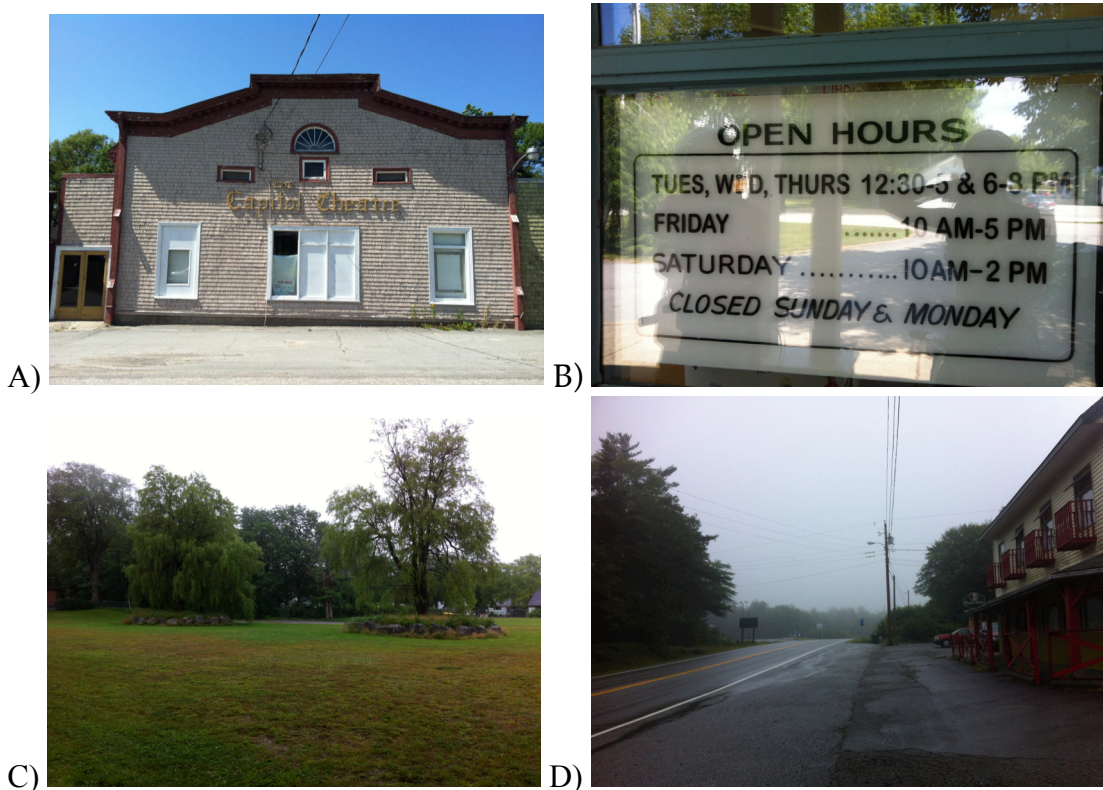 A)
THE
Capitol Theatre
B)
OPEN HOURS
TUES, WED, THURS 12:30-5 & 6-8 PM
FRIDAY ....... 10 AM-5 PM
SATURDAY ........... 10AM-2 PM
CLOSED SUNDAY & MONDAY
C)
D)